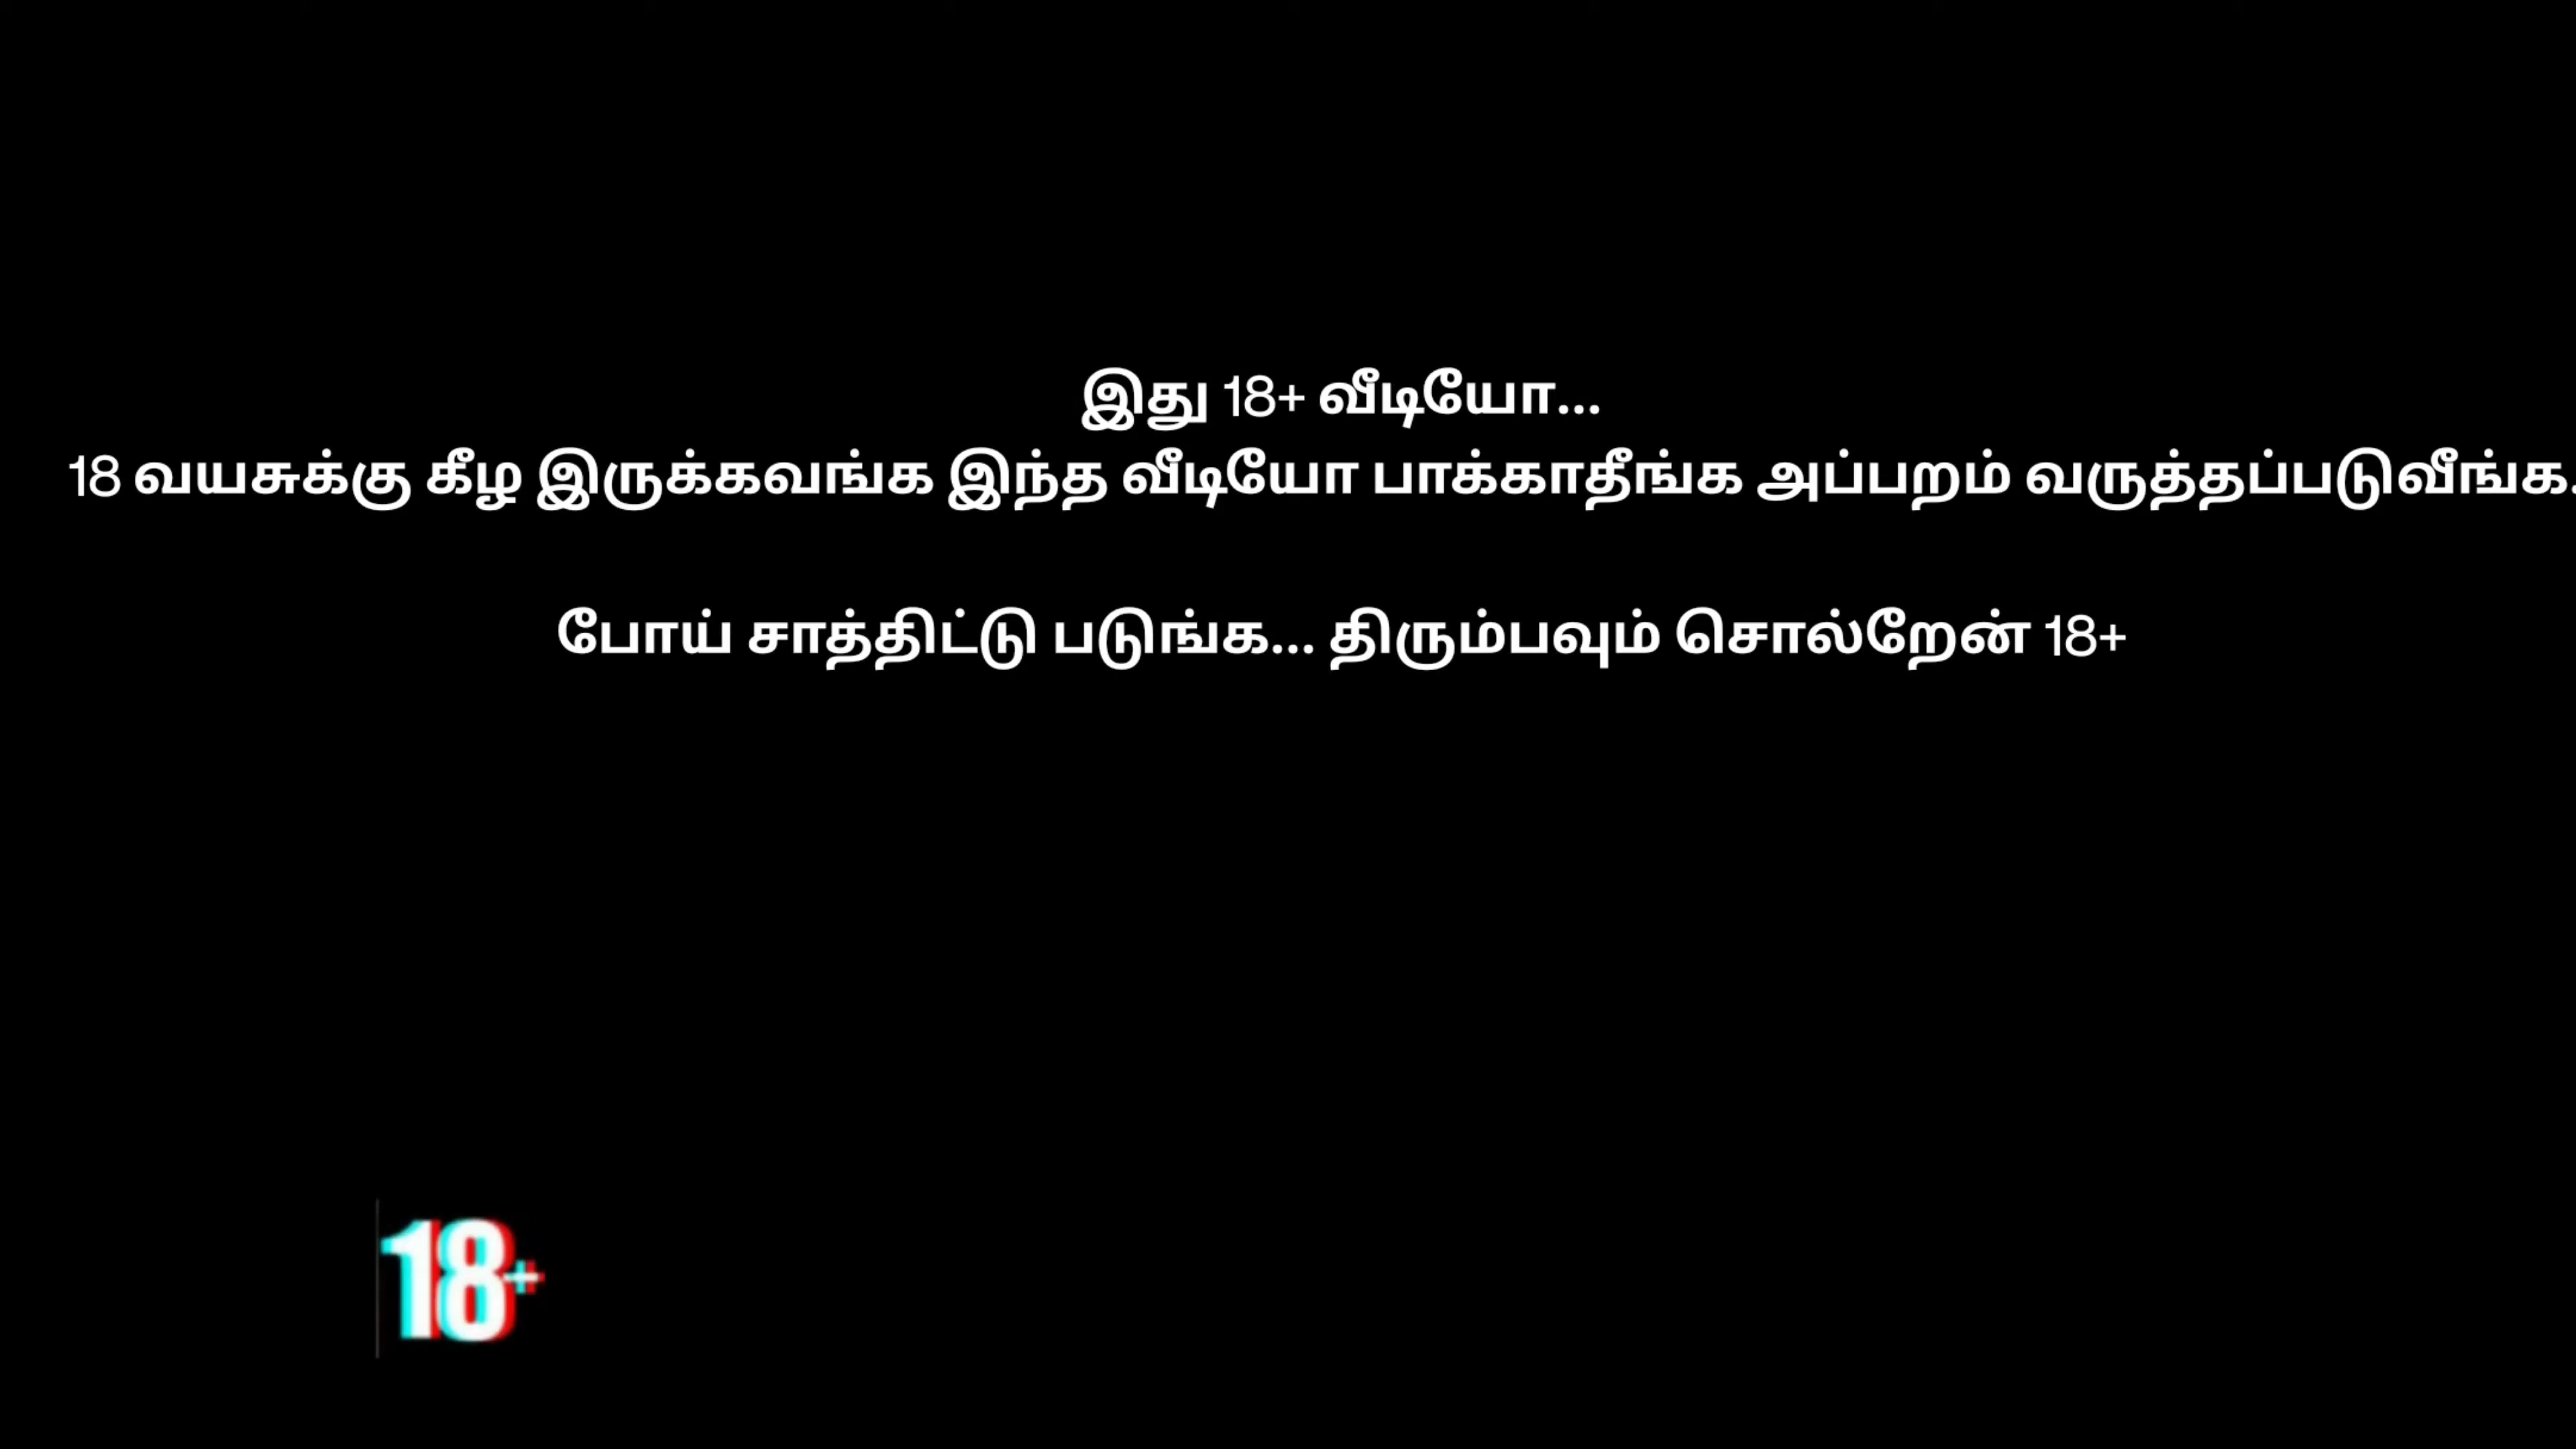 இது 18+ வீடியோ...
18 வயசுக்கு கீழ இருக்கவங்க இந்த வீடியோ பாக்காதீங்க அப்பறம் வருத்தப்படுவீங்க.
போய் சாத்திட்டு படுங்க... திரும்பவும் சொல்றேன் 18+
18+